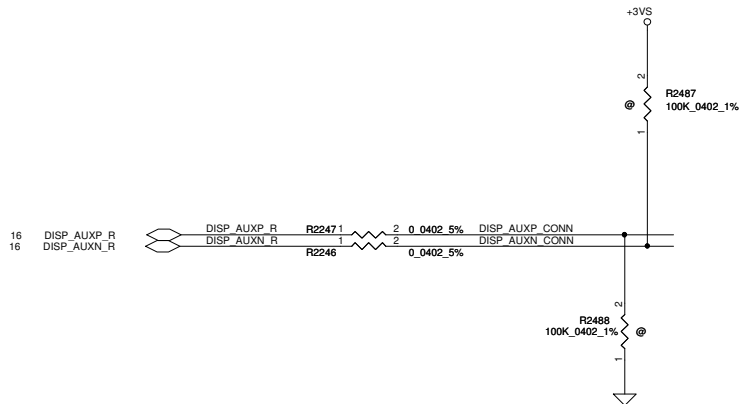 +3VS
2
@
R2487
100K_0402_1%
1
16 DISP_AUXP_R DISP_AUXP_R R2247 1 2 0_0402_5% DISP_AUXP_CONN
16 DISP_AUXN_R DISP_AUXN_R 1 2 DISP_AUXN_CONN
R2246 0_0402_5%
2
R2488
100K_0402_1% @
1